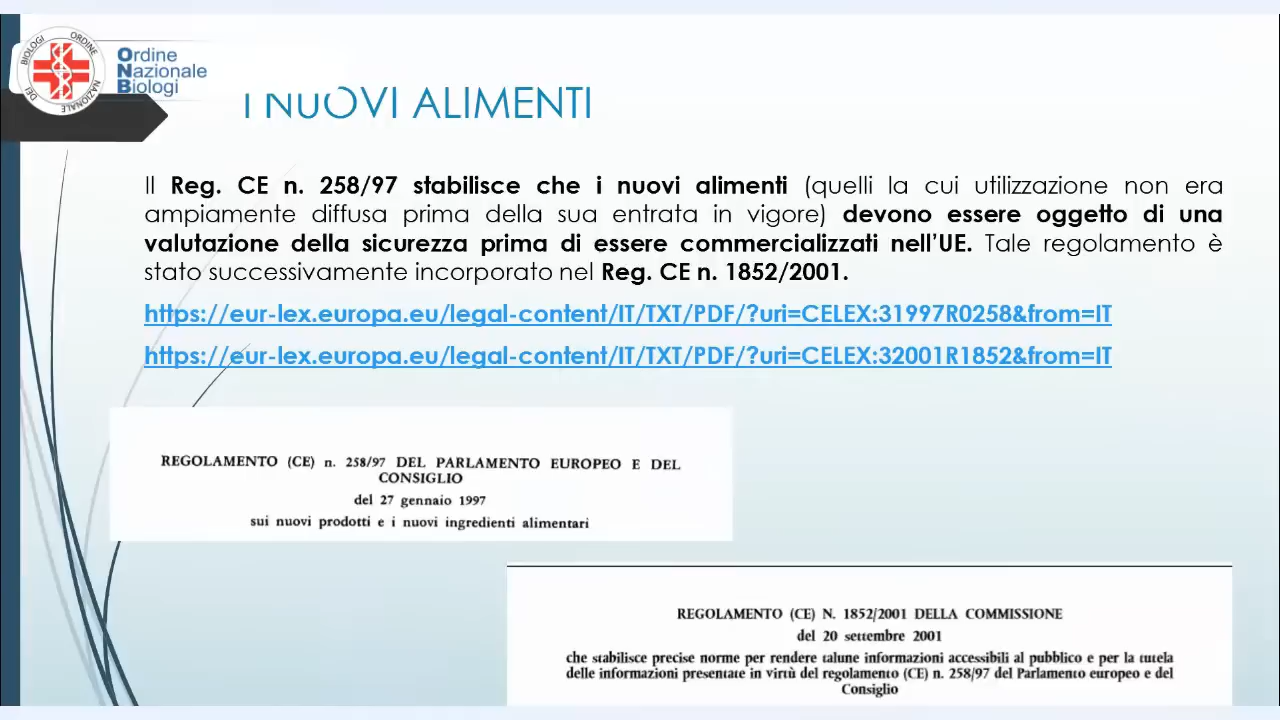 ORDINE NAZIONALE DEI BIOLOGI
Ordine
Nazionale
Biologi
I NUOVI ALIMENTI
Il Reg. CE n. 258/97 stabilisce che i nuovi alimenti (quelli la cui utilizzazione non era
ampiamente diffusa prima della sua entrata in vigore) devono essere oggetto di una
valutazione della sicurezza prima di essere commercializzati nell'UE. Tale regolamento è
stato successivamente incorporato nel Reg. CE n. 1852/2001.
https://eur-lex.europa.eu/legal-content/IT/TXT/PDF/?uri=CELEX:31997R0258&from=IT
https://eur-lex.europa.eu/legal-content/IT/TXT/PDF/?uri=CELEX:32001R1852&from=IT
REGOLAMENTO (CE) n. 258/97 DEL PARLAMENTO EUROPEO E DEL
CONSIGLIO
del 27 gennaio 1997
sui nuovi prodotti e i nuovi ingredienti alimentari
REGOLAMENTO (CE) N. 1852/2001 DELLA COMMISSIONE
del 20 settembre 2001
che stabilisce precise norme per rendere talune informazioni accessibili al pubblico e per la tutela
delle informazioni presentate in virtù del regolamento (CE) n. 258/97 del Parlamento europeo e del
Consiglio